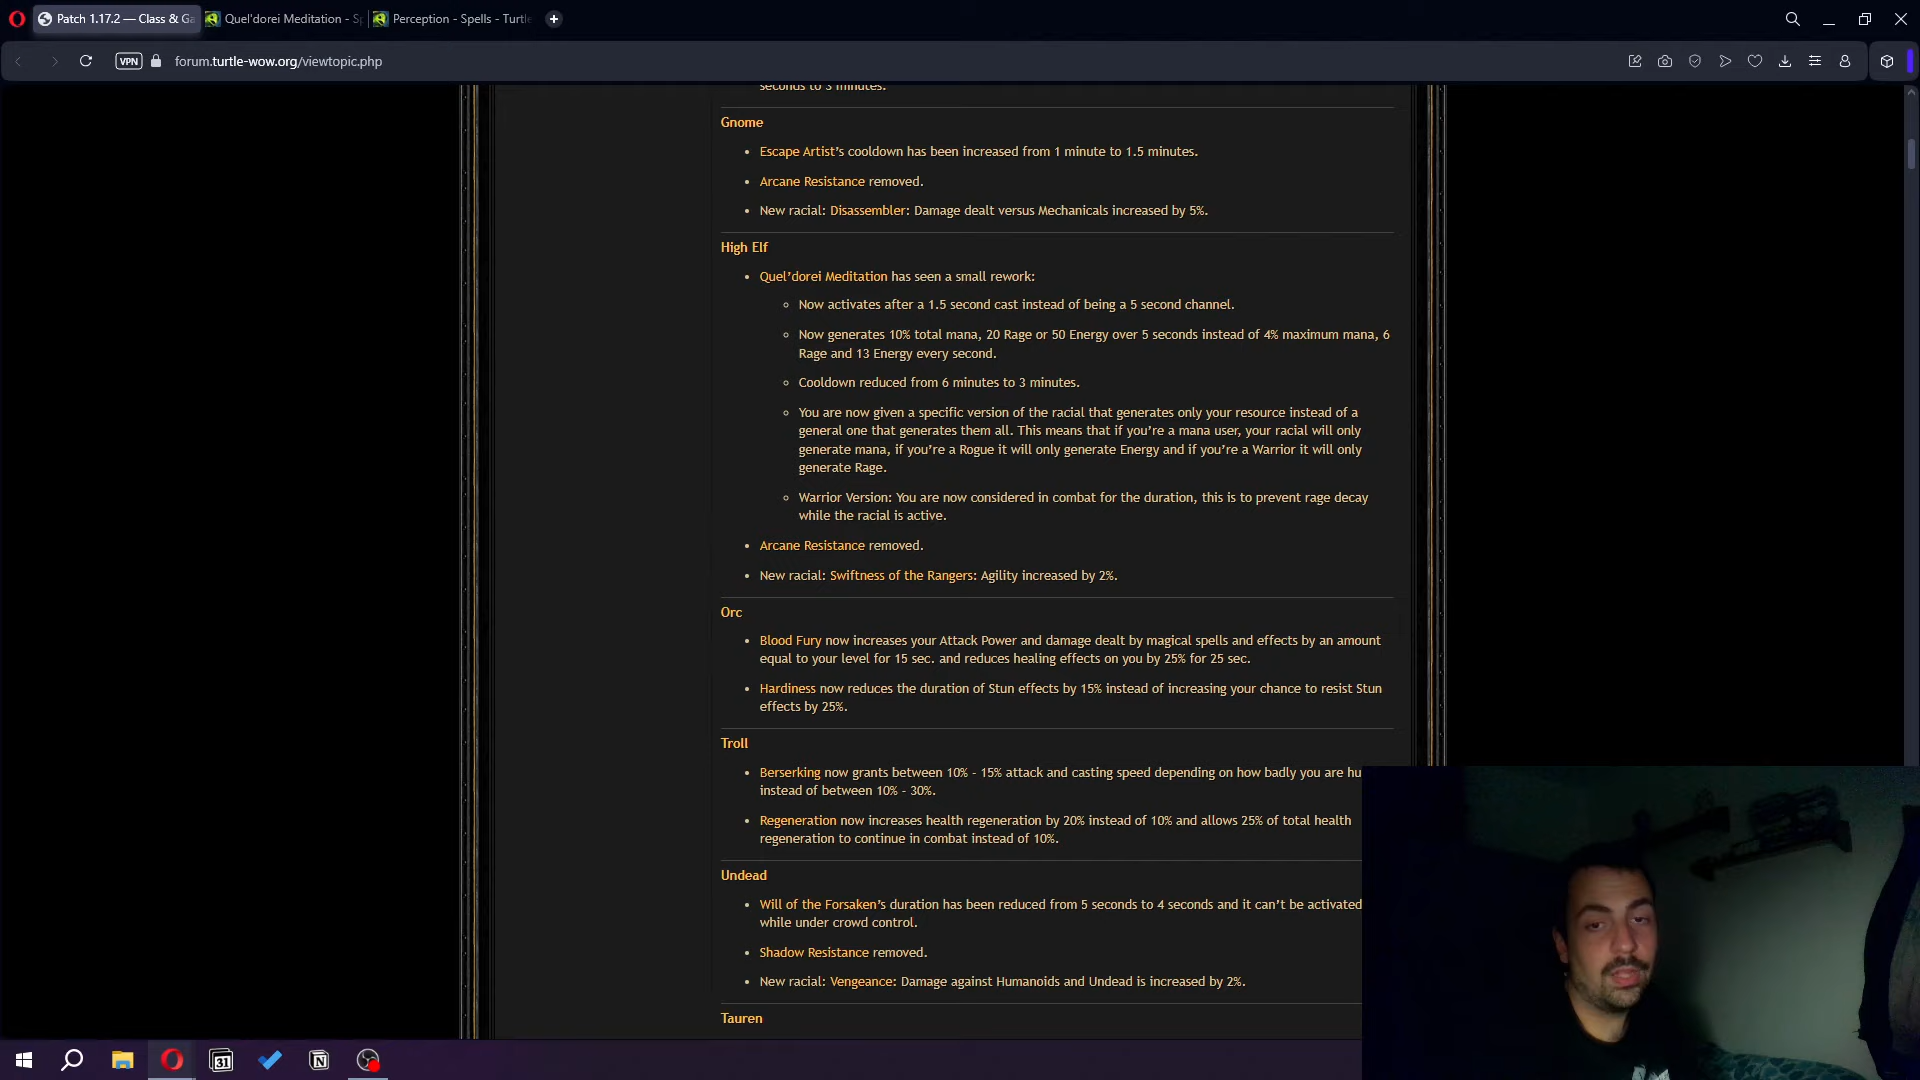 Patch 1.17.2 — Class & Ga
Quel'dorei Meditation - Sp
Perception - Spells - Turtle
VPN
forum.turtle-wow.org/viewtopic.php
seconds to 3 minutes.
Gnome
• Escape Artist’s cooldown has been increased from 1 minute to 1.5 minutes.
• Arcane Resistance removed.
• New racial: Disassembler: Damage dealt versus Mechanicals increased by 5%.
High Elf
• Quel’dorei Meditation has seen a small rework:
Now activates after a 1.5 second cast instead of being a 5 second channel.
Now generates 10% total mana, 20 Rage or 50 Energy over 5 seconds instead of 4% maximum mana, 6
Rage and 13 Energy every second.
Cooldown reduced from 6 minutes to 3 minutes.
You are now given a specific version of the racial that generates only your resource instead of a
general one that generates them all. This means that if you’re a mana user, your racial will only
generate mana, if you’re a Rogue it will only generate Energy and if you’re a Warrior it will only
generate Rage.
Warrior Version: You are now considered in combat for the duration, this is to prevent rage decay
while the racial is active.
• Arcane Resistance removed.
• New racial: Swiftness of the Rangers: Agility increased by 2%.
Orc
• Blood Fury now increases your Attack Power and damage dealt by magical spells and effects by an amount
equal to your level for 15 sec. and reduces healing effects on you by 25% for 25 sec.
• Hardiness now reduces the duration of Stun effects by 15% instead of increasing your chance to resist Stun
effects by 25%.
Troll
• Berserking now grants between 10% - 15% attack and casting speed depending on how badly you are hu
instead of between 10% - 30%.
• Regeneration now increases health regeneration by 20% instead of 10% and allows 25% of total health
regeneration to continue in combat instead of 10%.
Undead
• Will of the Forsaken’s duration has been reduced from 5 seconds to 4 seconds and it can’t be activated
while under crowd control.
• Shadow Resistance removed.
• New racial: Vengeance: Damage against Humanoids and Undead is increased by 2%.
Tauren
31
N